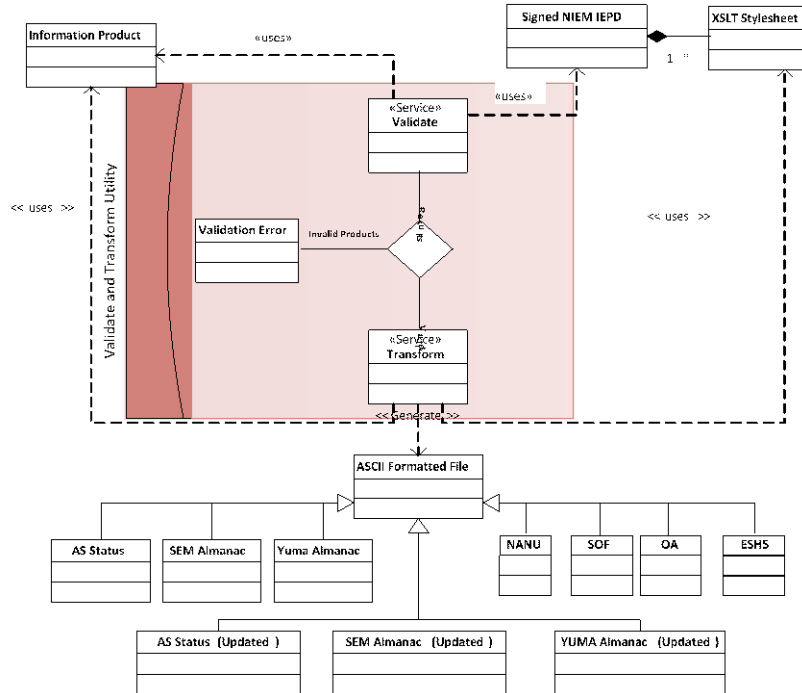 Information Product
«uses»
Signed NIEM IEPD
1
XSLT Stylesheet
«uses»
«Service»
Validate
<< uses >>
Validate and Transform Utility
Validation Error
Invalid Products
Results
<< uses >>
«Service»
Transform
<< Generate >>
ASCII Formatted File
AS Status
SEM Almanac
Yuma Almanac
NANU
SOF
OA
ESHS
AS Status (Updated )
SEM Almanac (Updated )
YUMA Almanac (Updated )